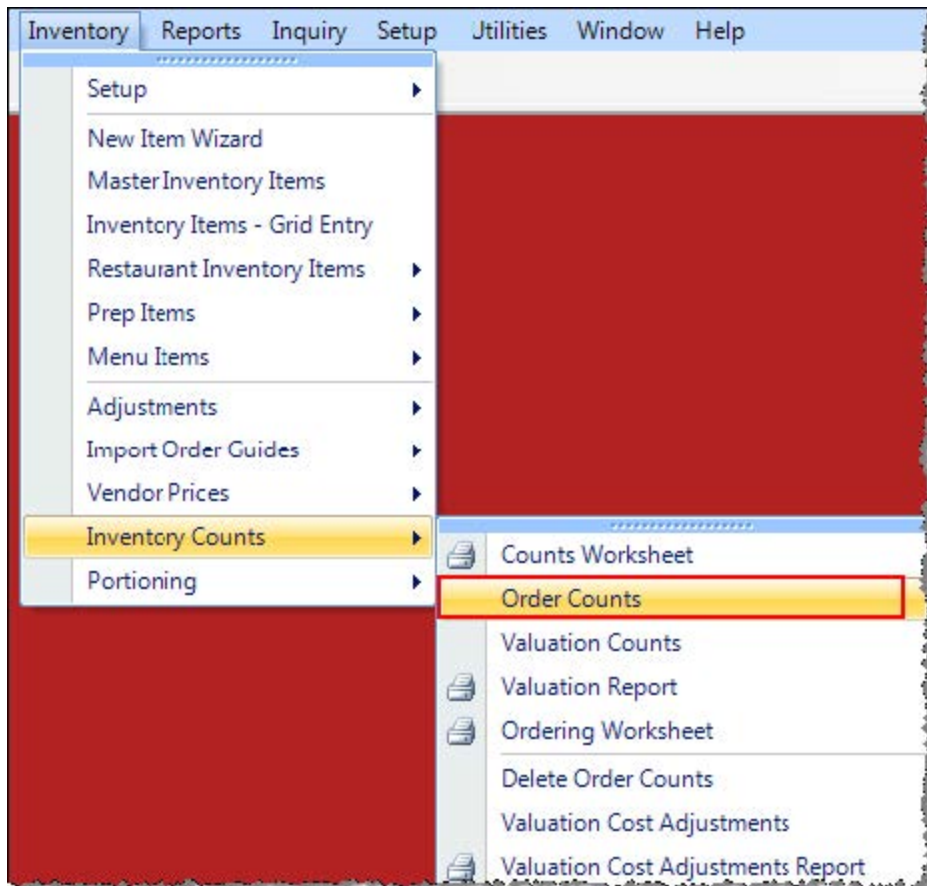 Inventory Reports Inquiry Setup Utilities Window Help
Setup
New Item Wizard
Master Inventory Items
Inventory Items - Grid Entry
Restaurant Inventory Items
Prep Items
Menu Items
Adjustments
Import Order Guides
Vendor Prices
Inventory Counts
Portioning
Counts Worksheet
Order Counts
Valuation Counts
Valuation Report
Ordering Worksheet
Delete Order Counts
Valuation Cost Adjustments
Valuation Cost Adjustments Report